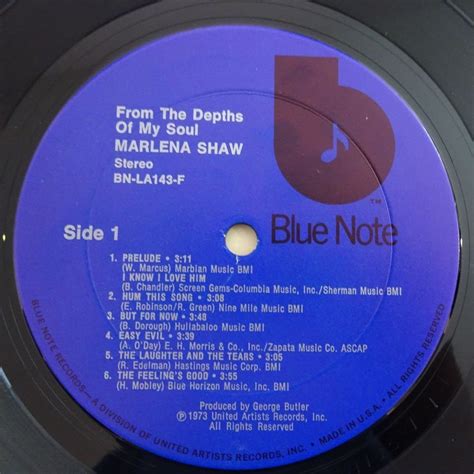 From The Depths
Of My Soul
MARLENA SHAW
Stereo
BN-LA143-F
TM
Blue Note
Side 1
1. PRELUDE • 3:11
(W. Marcus) Marbian Music BMI
I KNOW I LOVE HIM
(B. Chandler) Screen Gems-Columbia Music, Inc./Sherman Music BMI
2. HUM THIS SONG • 3:08
(E. Robinson/R. Green) Nine Mile Music BMI
3. BUT FOR NOW • 3:48
(B. Dorough) Hullabaloo Music BMI
4. EASY EVIL • 3:39
(A. O'Day) E. H. Morris & Co., Inc./Zapata Music Co. ASCAP
5. THE LAUGHTER AND THE TEARS • 3:05
(R. Edelman) Hastings Music Corp. BMI
6. THE FEELING'S GOOD • 3:55
(H. Mobley) Blue Horizon Music, Inc. BMI
Produced by George Butler
℗1973 United Artists Records, Inc.
BLUE NOTE RECORDS – A DIVISION OF UNITED ARTISTS RECORDS, INC. • MADE IN U.S.A. • ALL RIGHTS RESERVED